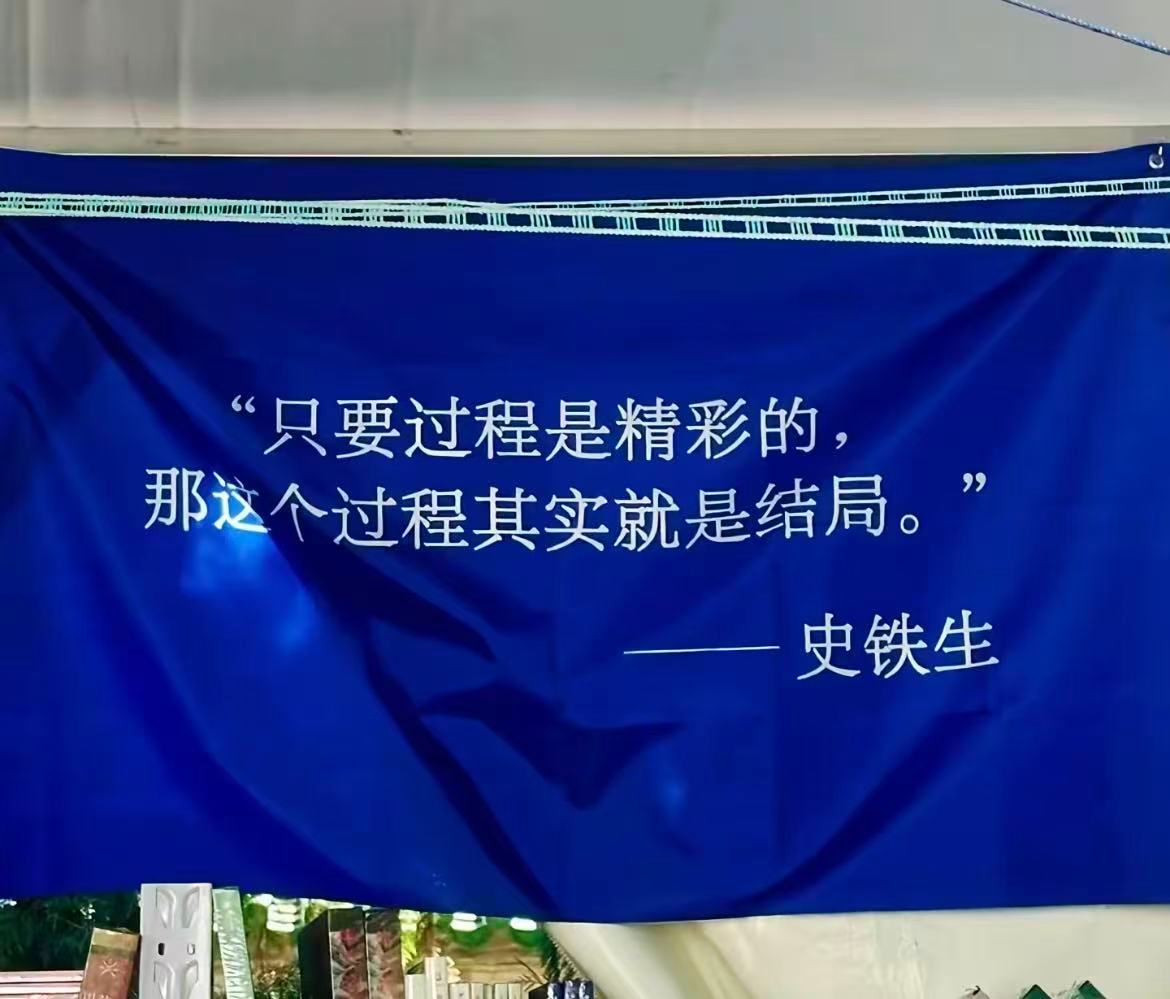 “只要过程是精彩的，
那这个过程其实就是结局。”
——史铁生